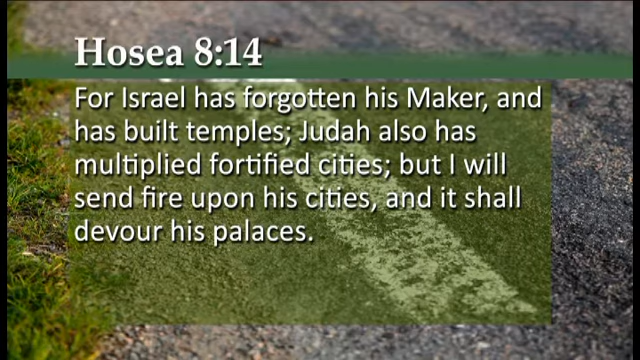 Hosea 8:14
For Israel has forgotten his Maker, and
has built temples; Judah also has
multiplied fortified cities; but I will
send fire upon his cities, and it shall
devour his palaces.